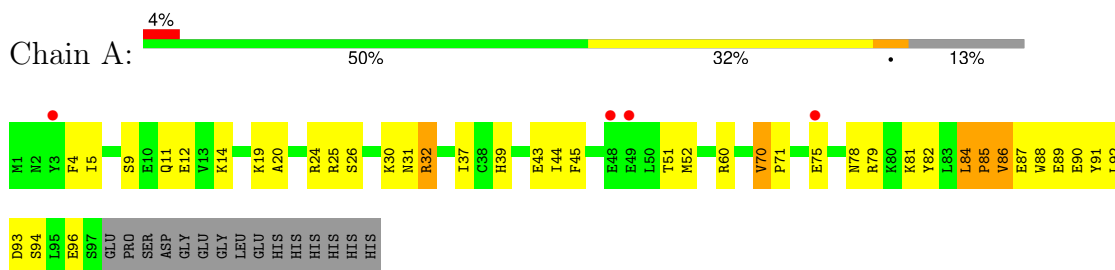 4%
Chain A:
50% 32% • 13%
M1 N2 Y3 F4 I5 S9 E10 Q11 E12 V13 K14 K19 A20 R24 R25 S26 K30 N31 R32 I37 C38 H39 E43 I44 F45 E48 E49 L50 T51 M52 R60 V70 P71 E75 N78 R79 K80 K81 Y82 L83 L84 P85 V86 E87 W88 E89 E90 Y91 L92
D93 S94 L95 E96 S97 GLU PRO SER ASP GLY GLU GLY LEU GLU HIS HIS HIS HIS HIS HIS